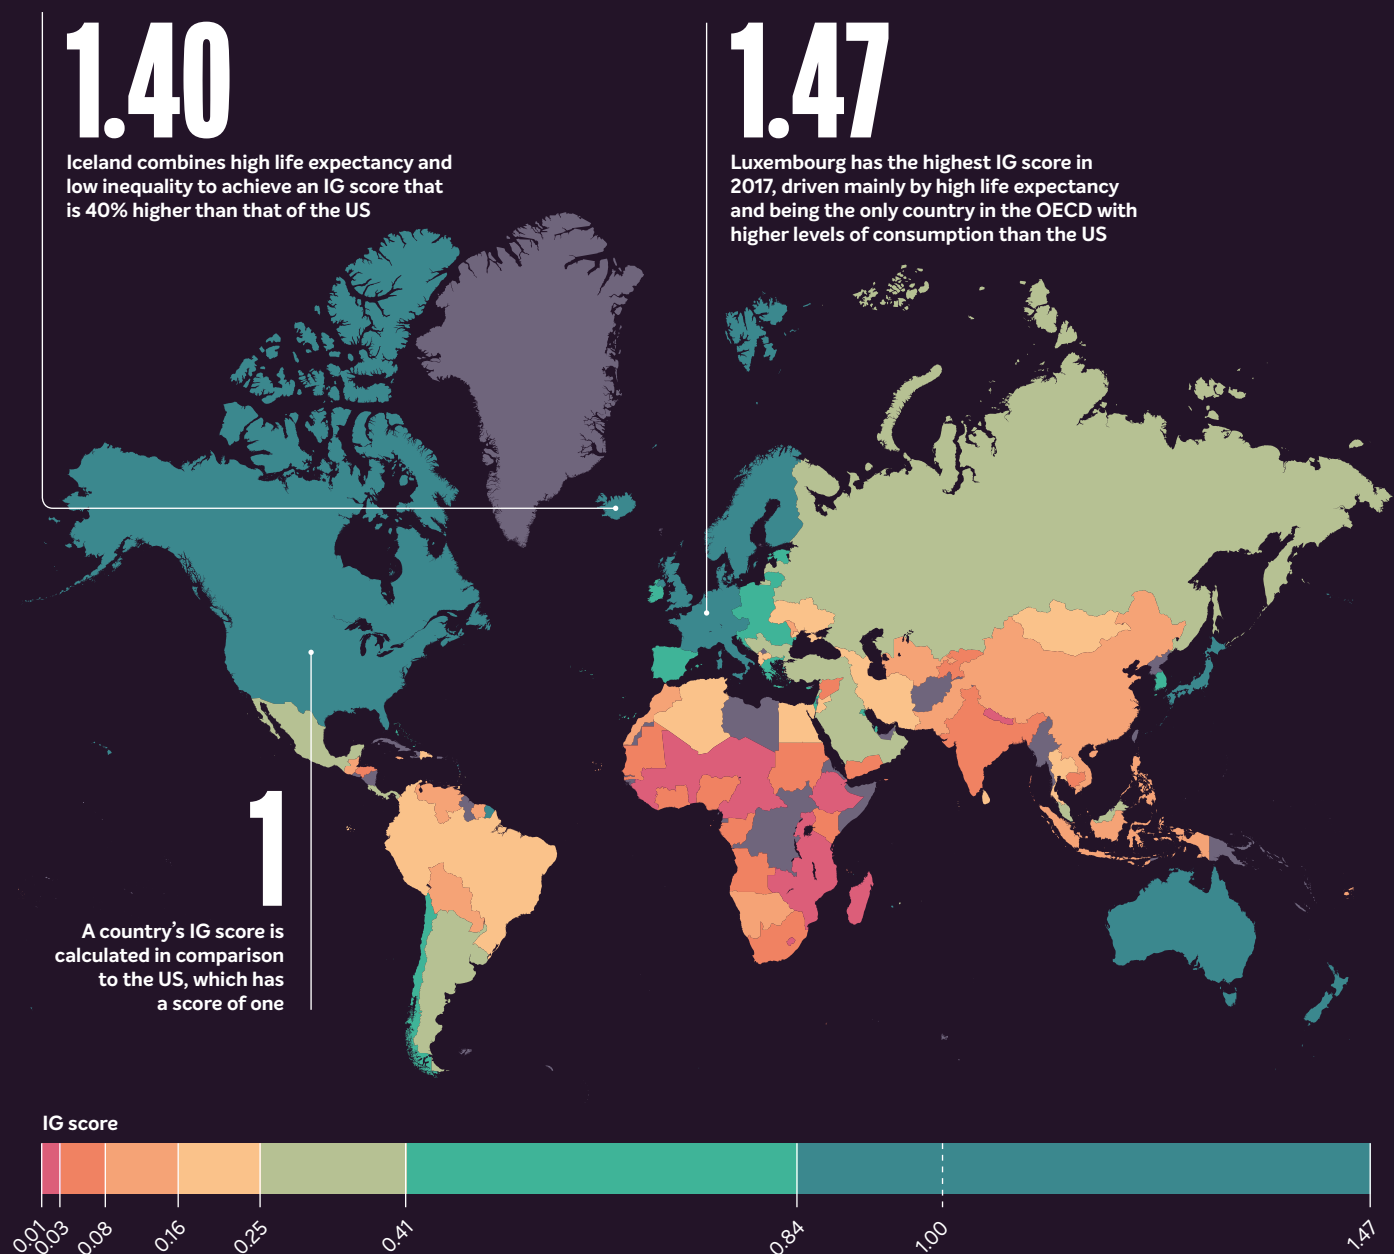 1.40
Iceland combines high life expectancy and
low inequality to achieve an IG score that
is 40% higher than that of the US
1.47
Luxembourg has the highest IG score in
2017, driven mainly by high life expectancy
and being the only country in the OECD with
higher levels of consumption than the US
1
A country’s IG score is
calculated in comparison
to the US, which has
a score of one
IG score
0.01
0.03
0.08
0.16
0.25
0.41
0.84
1.00
1.47